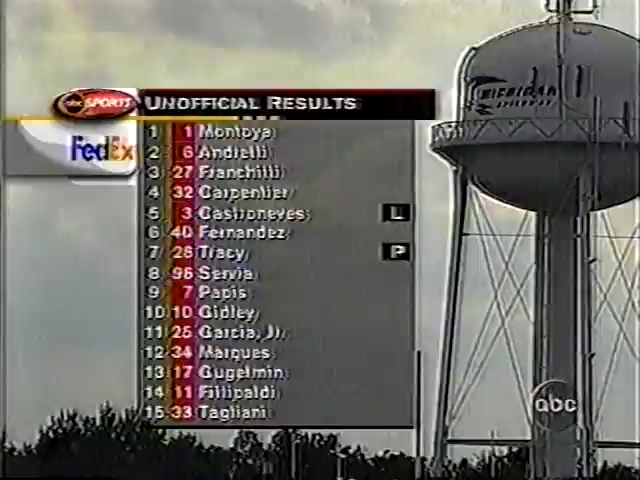 abc SPORTS
UNOFFICIAL RESULTS
FedEx
1 1 Montoya
2 6 Andretti
3 27 Franchitti
4 32 Carpentier
5 3 Castroneves L
6 40 Fernandez
7 26 Tracy P
8 96 Servia
9 7 Papis
10 10 Gidley
11 25 Garcia, Jr.
12 34 Marques
13 17 Gugelmin
14 11 Fittipaldi
15 33 Tagliani
MICHIGAN
SPEEDWAY
abc